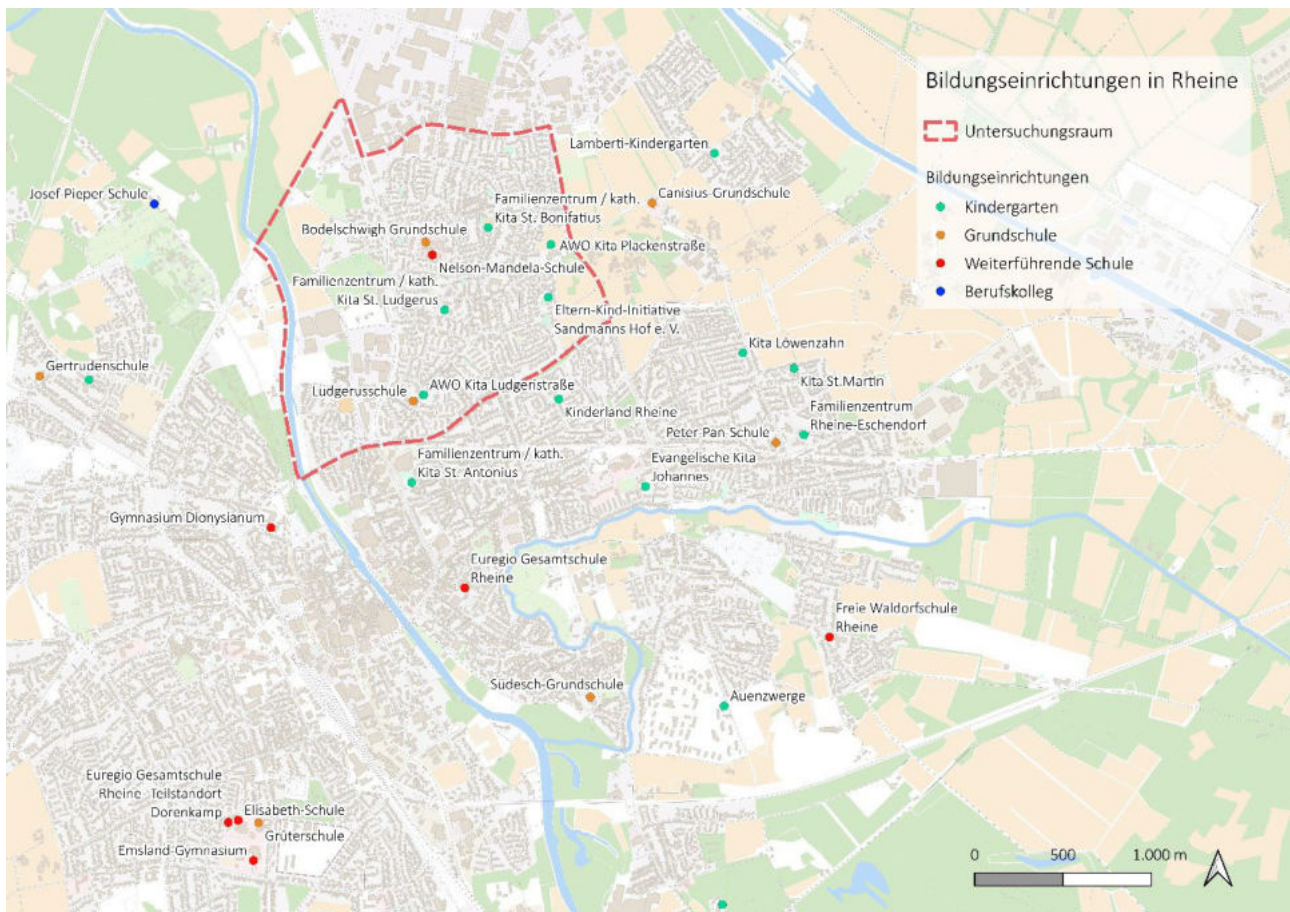 Bildungseinrichtungen in Rheine
Untersuchungsraum
Bildungseinrichtungen
Kindergarten
Grundschule
Weiterführende Schule
Berufskolleg
Lamberti-Kindergarten
Josef Pieper Schule
Canisius-Grundschule
Familienzentrum / kath.
Kita St. Bonifatius
Bodelschwigh Grundschule
AWO Kita Plackenstraße
Nelson-Mandela-Schule
Familienzentrum / kath.
Kita St. Ludgerus
Eltern-Kind-Initiative
Sandmanns Hof e. V.
Kita Löwenzahn
Gertrudenschule
Kita St.Martin
Ludgerusschule
AWO Kita Ludgeristraße
Kinderland Rheine
Familienzentrum
Rheine-Eschendorf
Peter-Pan-Schule
Familienzentrum / kath.
Kita St. Antonius
Evangelische Kita
Johannes
Gymnasium Dionysianum
Euregio Gesamtschule
Rheine
Freie Waldorfschule
Rheine
Südesch-Grundschule
Auenzwerge
Euregio Gesamtschule
Rheine -Teilstandort
Dorenkamp
Elisabeth-Schule
Grüterschule
Emsland-Gymnasium
0 500 1.000 m